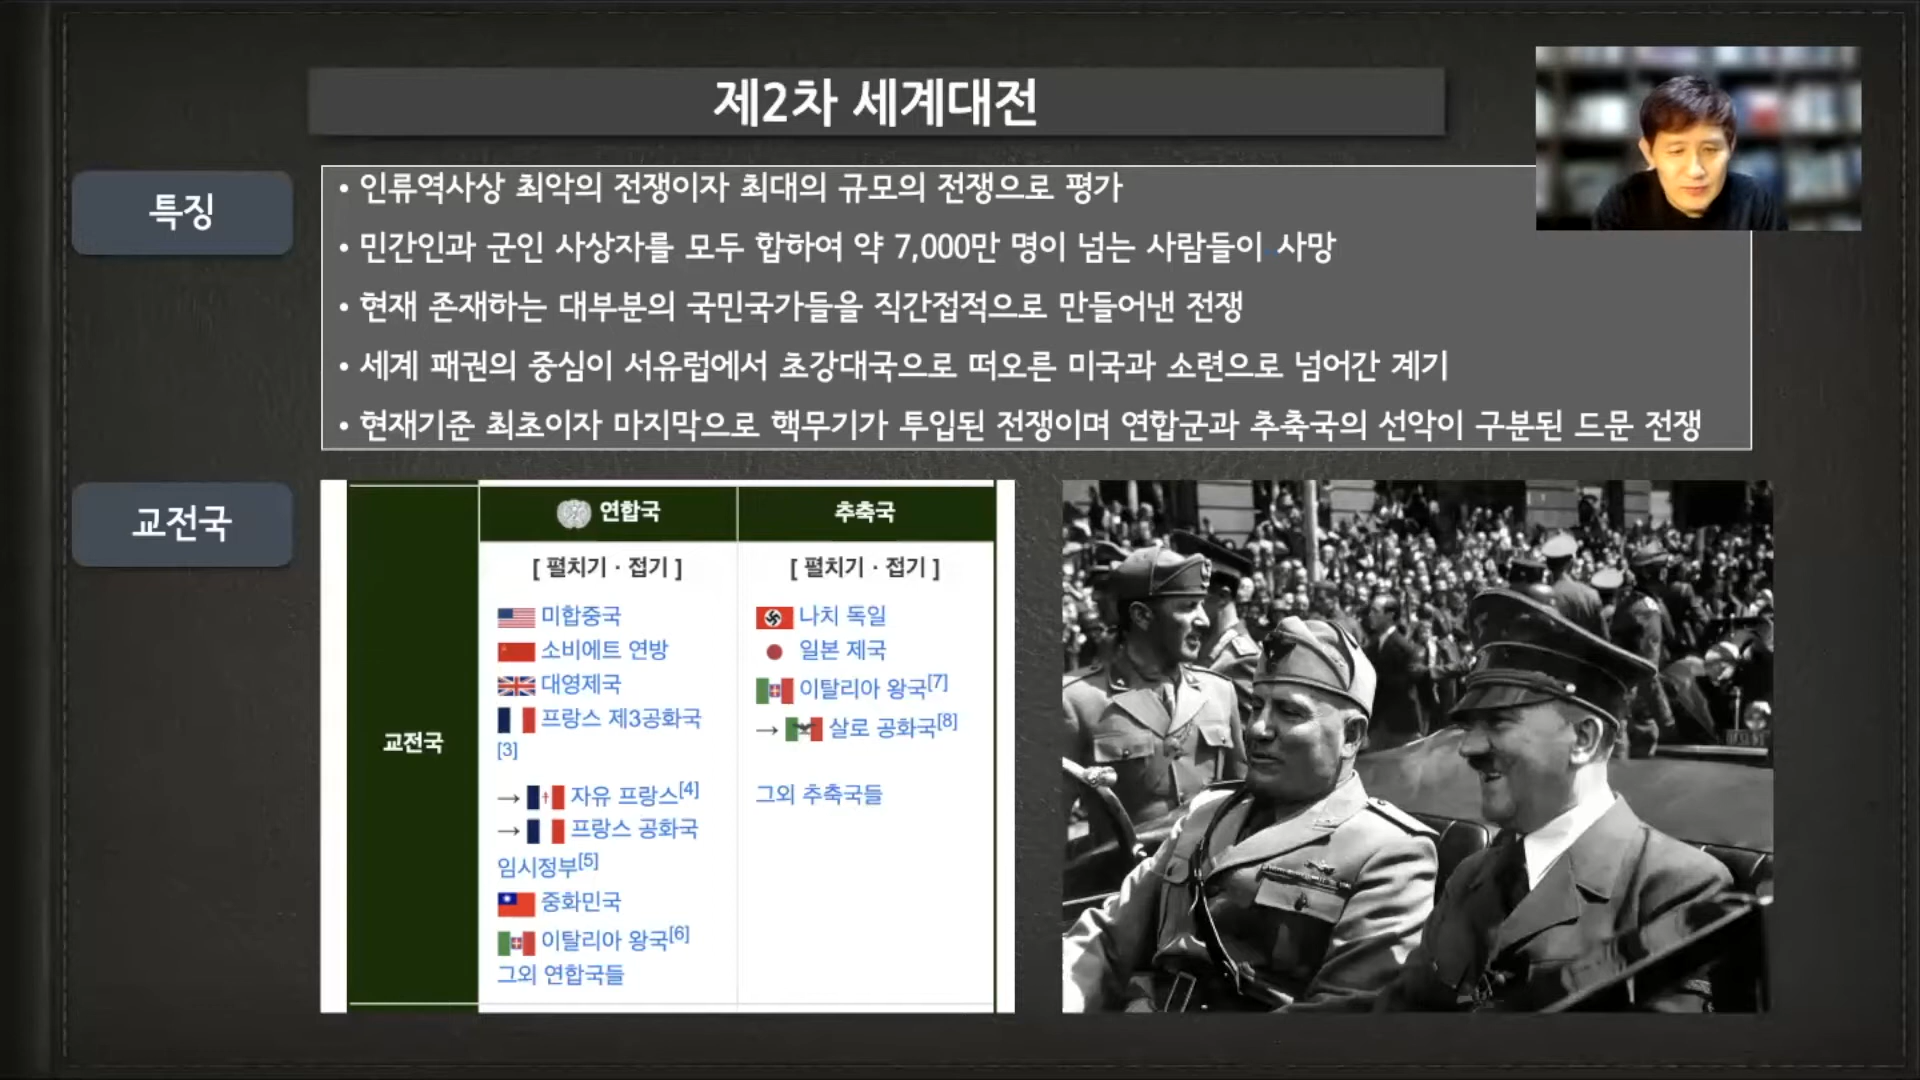 제2차 세계대전
특징
• 인류역사상 최악의 전쟁이자 최대의 규모의 전쟁으로 평가
• 민간인과 군인 사상자를 모두 합하여 약 7,000만 명이 넘는 사람들이 사망
• 현재 존재하는 대부분의 국민국가들을 직간접적으로 만들어낸 전쟁
• 세계 패권의 중심이 서유럽에서 초강대국으로 떠오른 미국과 소련으로 넘어간 계기
• 현재기준 최초이자 마지막으로 핵무기가 투입된 전쟁이며 연합군과 추축국의 선악이 구분된 드문 전쟁
교전국
교전국
연합국
[ 펼치기 · 접기 ]
미합중국
소비에트 연방
대영제국
프랑스 제3공화국
[3]
→ 자유 프랑스[4]
→ 프랑스 공화국
임시정부[5]
중화민국
이탈리아 왕국[6]
그외 연합국들
추축국
[ 펼치기 · 접기 ]
나치 독일
일본 제국
이탈리아 왕국[7]
→ 살로 공화국[8]
그외 추축국들